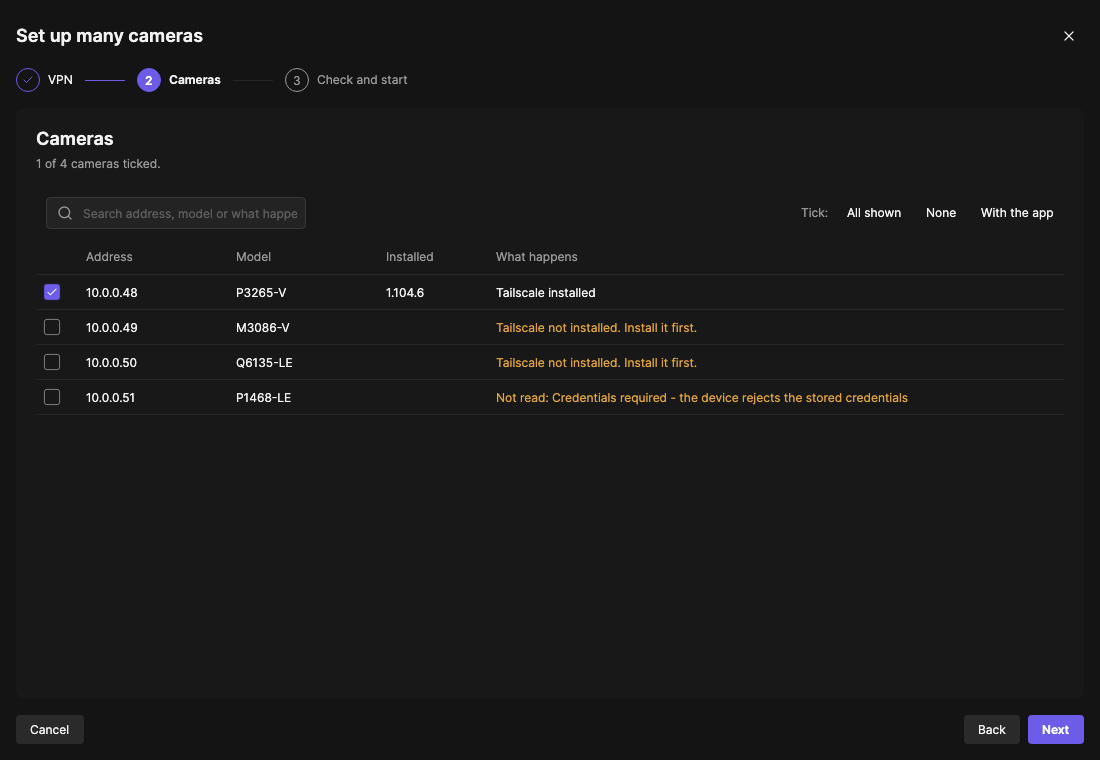 Set up many cameras
VPN
2 Cameras
3 Check and start
Cameras
1 of 4 cameras ticked.
Search address, model or what happe
Tick: All shown None With the app
Address Model Installed What happens
10.0.0.48 P3265-V 1.104.6 Tailscale installed
10.0.0.49 M3086-V Tailscale not installed. Install it first.
10.0.0.50 Q6135-LE Tailscale not installed. Install it first.
10.0.0.51 P1468-LE Not read: Credentials required - the device rejects the stored credentials
Cancel Back Next